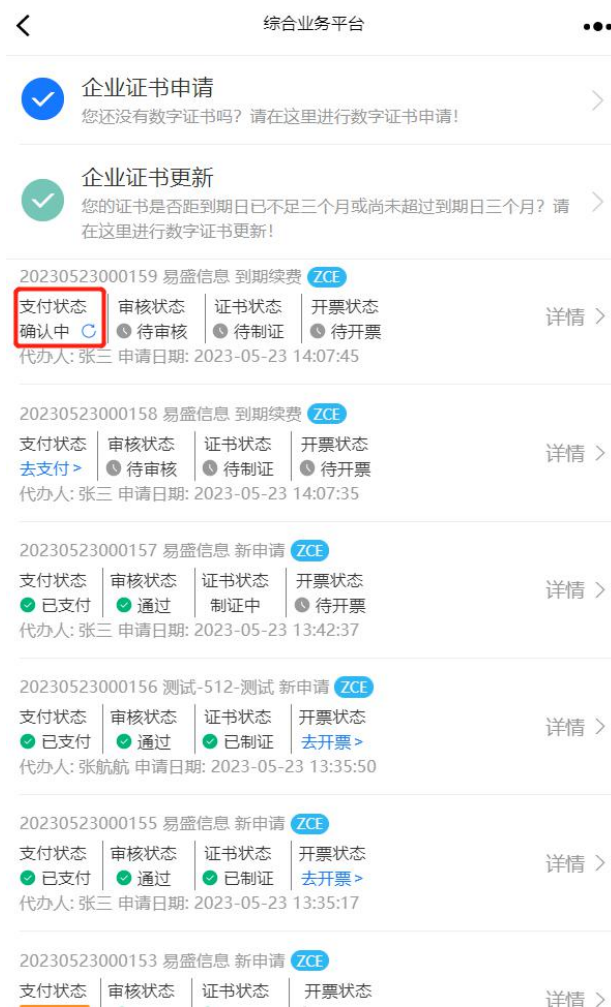 综合业务平台
企业证书申请
您还没有数字证书吗？请在这里进行数字证书申请！
企业证书更新
您的证书是否距到期日已不足三个月或尚未超过到期日三个月？请
在这里进行数字证书更新！
20230523000159 易盛信息 到期续费 ZCE
支付状态 审核状态 证书状态 开票状态
确认中 待审核 待制证 待开票
详情
代办人: 张三 申请日期: 2023-05-23 14:07:45
20230523000158 易盛信息 到期续费 ZCE
支付状态 审核状态 证书状态 开票状态
去支付> 待审核 待制证 待开票
详情
代办人: 张三 申请日期: 2023-05-23 14:07:35
20230523000157 易盛信息 新申请 ZCE
支付状态 审核状态 证书状态 开票状态
已支付 通过 制证中 待开票
详情
代办人: 张三 申请日期: 2023-05-23 13:42:37
20230523000156 测试-512-测试 新申请 ZCE
支付状态 审核状态 证书状态 开票状态
已支付 通过 已制证 去开票>
详情
代办人: 张航航 申请日期: 2023-05-23 13:35:50
20230523000155 易盛信息 新申请 ZCE
支付状态 审核状态 证书状态 开票状态
已支付 通过 已制证 去开票>
详情
代办人: 张三 申请日期: 2023-05-23 13:35:17
20230523000153 易盛信息 新申请 ZCE
支付状态 审核状态 证书状态 开票状态
详情